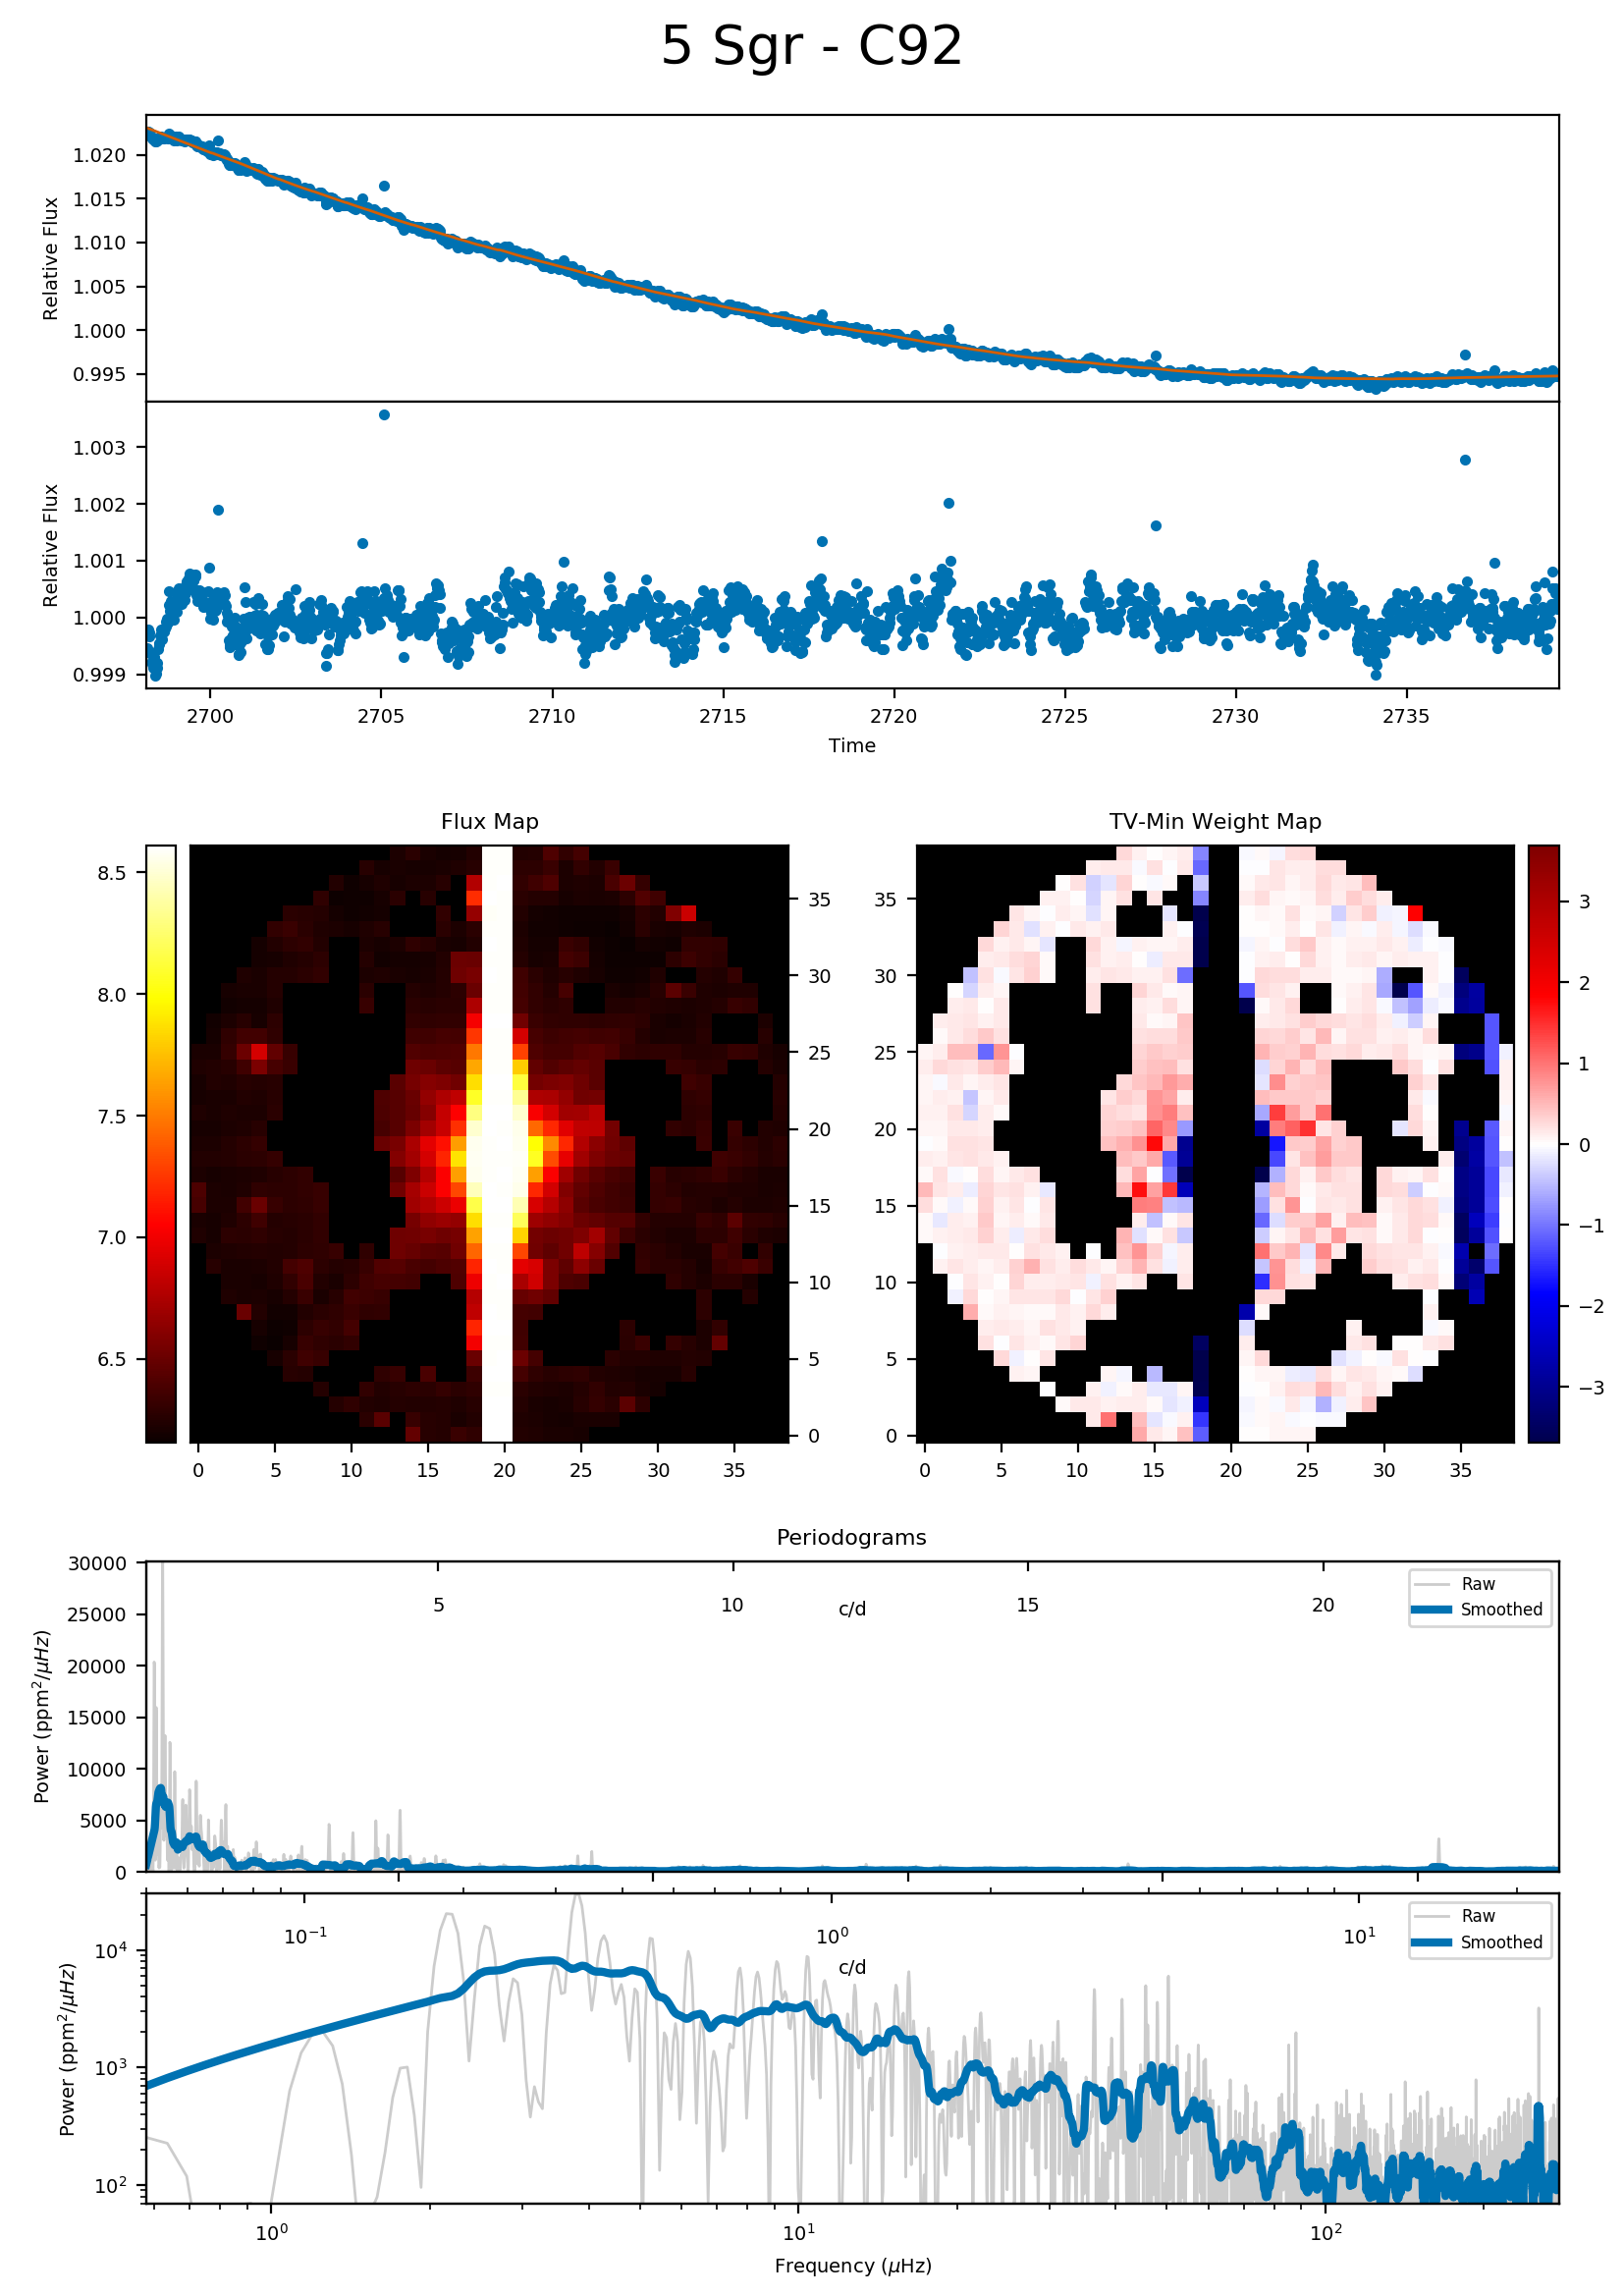 5 Sgr - C92
1.020
1.015
1.010
1.005
1.000
0.995
Relative Flux
1.003
1.002
1.001
1.000
0.999
Relative Flux
2700 2705 2710 2715 2720 2725 2730 2735
Time
Flux Map
8.5
8.0
7.5
7.0
6.5
35
30
25
20
15
10
5
0
0 5 10 15 20 25 30 35
TV-Min Weight Map
35
30
25
20
15
10
5
0
0 5 10 15 20 25 30 35
3
2
1
0
−1
−2
−3
Periodograms
30000
25000
20000
15000
10000
5000
0
Power (ppm²/μHz)
5 10 15 20
c/d
Raw
Smoothed
10⁻¹ 10⁰ 10¹
c/d
Raw
Smoothed
10⁴
10³
10²
Power (ppm²/μHz)
10⁰ 10¹ 10²
Frequency (μHz)